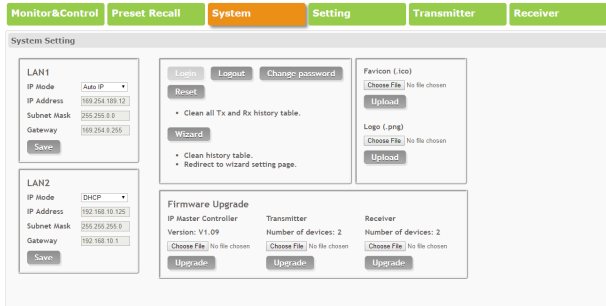 Monitor&Control Preset Recall System Setting Transmitter Receiver
System Setting
LAN1
IP Mode Auto IP
IP Address 169.254.189.12
Subnet Mask 255.255.0.0
Gateway 169.254.0.255
Save
LAN2
IP Mode DHCP
IP Address 192.168.10.125
Subnet Mask 255.255.255.0
Gateway 192.168.10.1
Save
Login Logout Change password
Reset
• Clean all Tx and Rx history table.
Wizard
• Clean history table.
• Redirect to wizard setting page.
Favicon (.ico)
Choose File No file chosen
Upload
Logo (.png)
Choose File No file chosen
Upload
Firmware Upgrade
IP Master Controller Transmitter Receiver
Version: V1.09 Number of devices: 2 Number of devices: 2
Choose File No file chosen Choose File No file chosen Choose File No file chosen
Upgrade Upgrade Upgrade